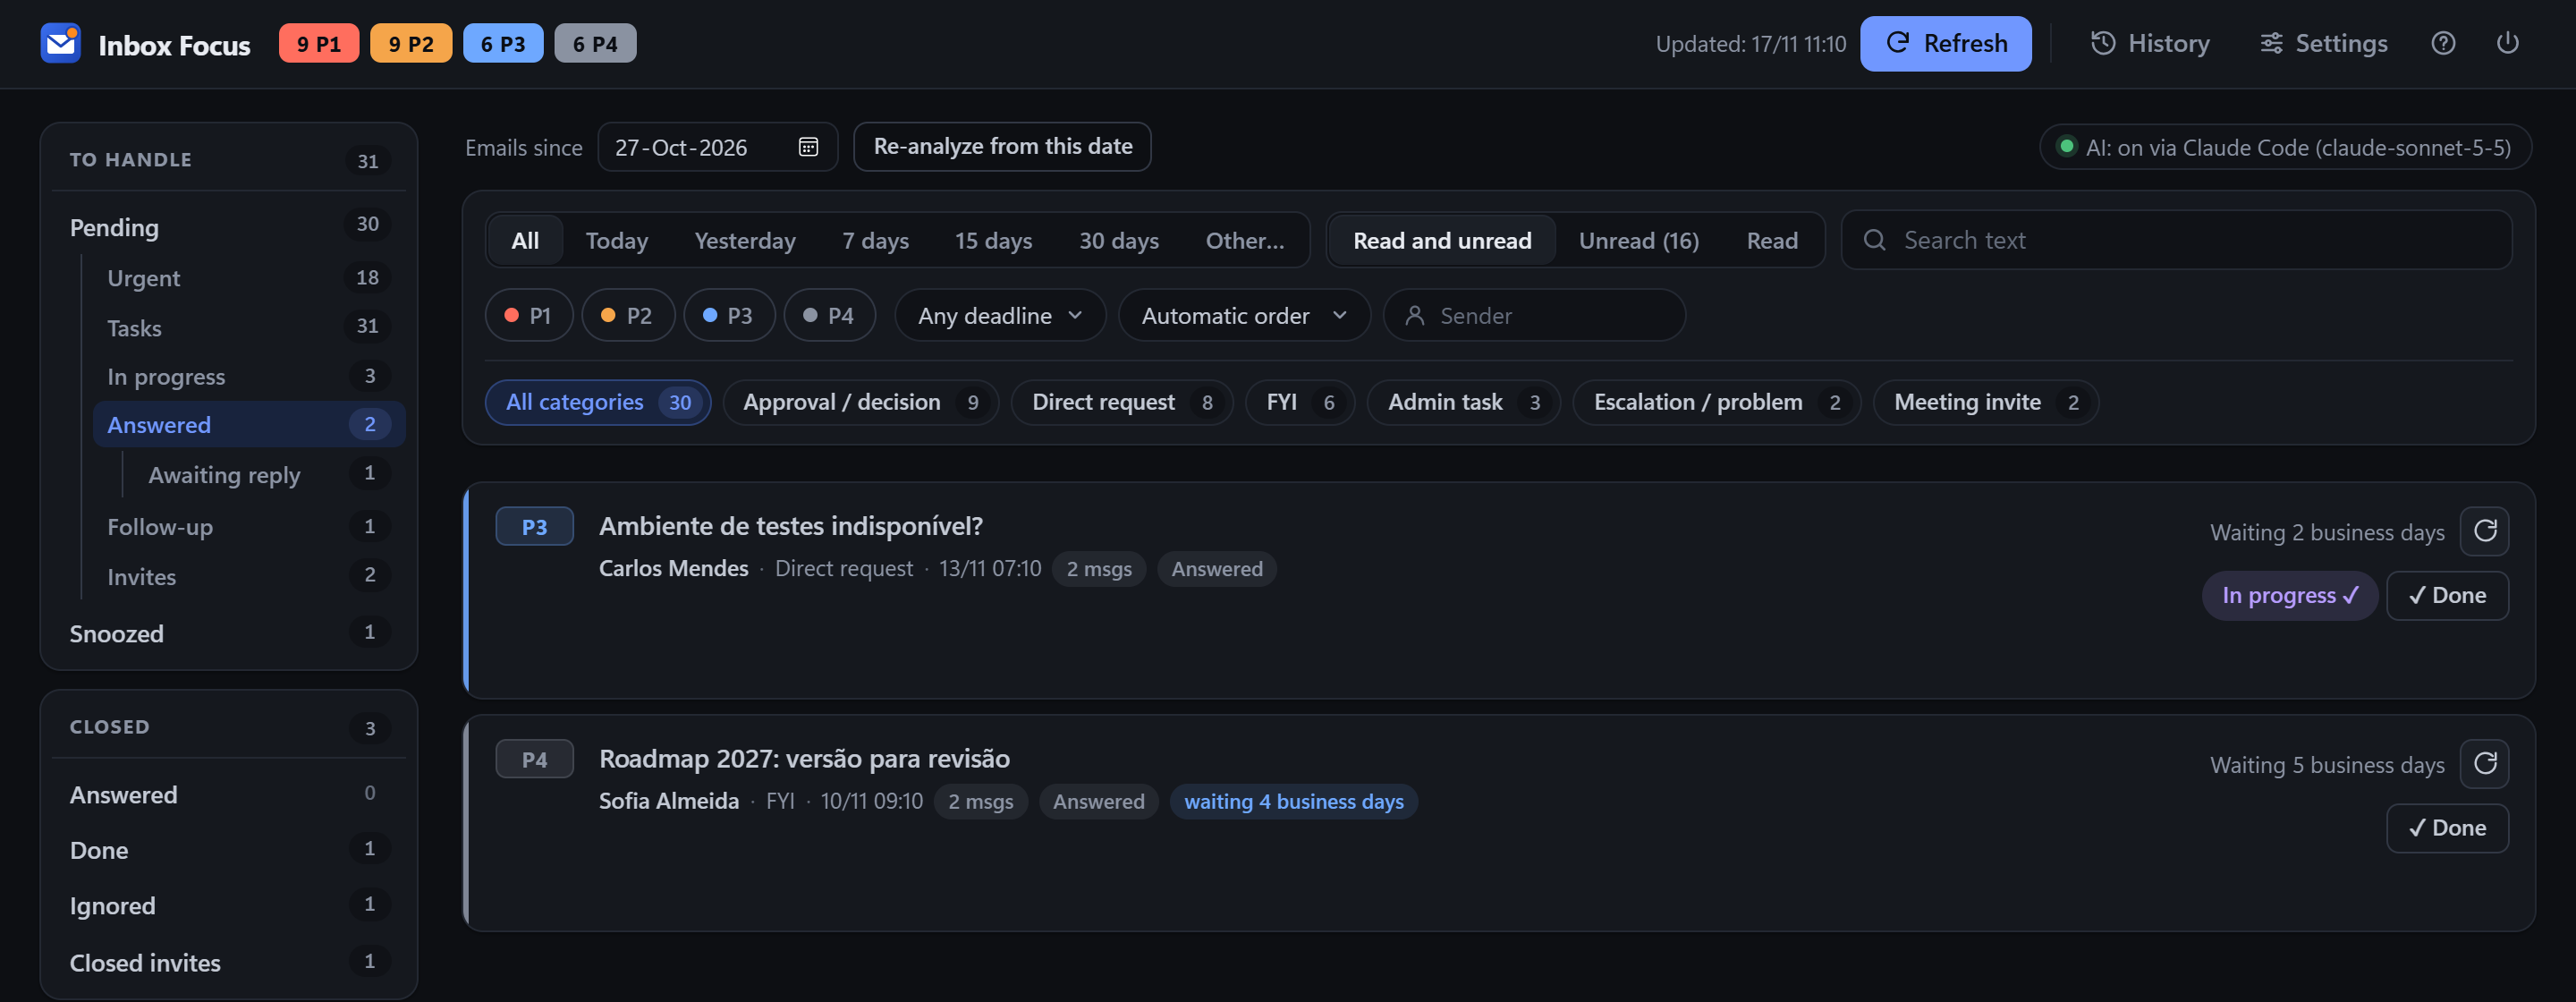 Inbox Focus 9 P1 9 P2 6 P3 6 P4 Updated: 17/11 11:10 Refresh History Settings
TO HANDLE 31
Pending 30
Urgent 18
Tasks 31
In progress 3
Answered 2
Awaiting reply 1
Follow-up 1
Invites 2
Snoozed 1
CLOSED 3
Answered 0
Done 1
Ignored 1
Closed invites 1
Emails since 27-Oct-2026 Re-analyze from this date AI: on via Claude Code (claude-sonnet-5-5)
All Today Yesterday 7 days 15 days 30 days Other... Read and unread Unread (16) Read Search text
P1 P2 P3 P4 Any deadline Automatic order Sender
All categories 30 Approval / decision 9 Direct request 8 FYI 6 Admin task 3 Escalation / problem 2 Meeting invite 2
P3 Ambiente de testes indisponível? Waiting 2 business days
Carlos Mendes · Direct request · 13/11 07:10 2 msgs Answered
In progress ✓ ✓ Done
P4 Roadmap 2027: versão para revisão Waiting 5 business days
Sofia Almeida · FYI · 10/11 09:10 2 msgs Answered waiting 4 business days
✓ Done